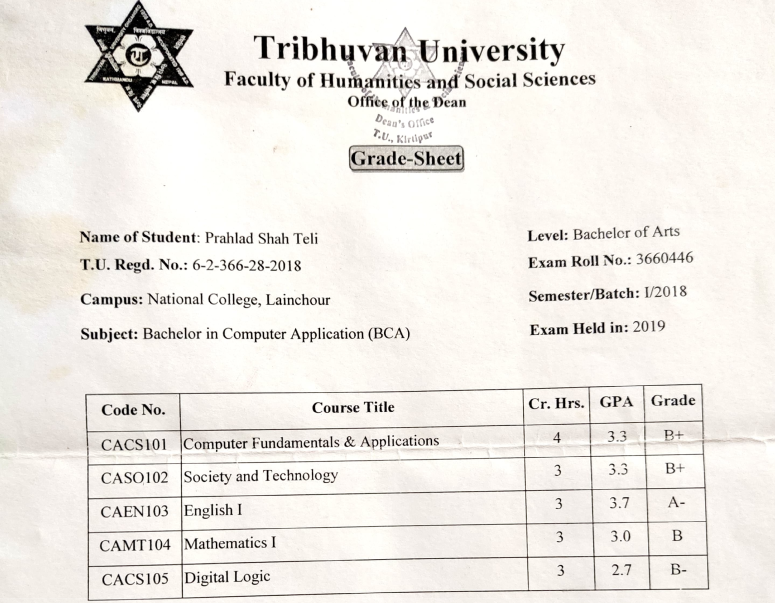 Tribhuvan University
Faculty of Humanities and Social Sciences
Office of the Dean
Dean's Office
T.U., Kirtipur
Grade-Sheet
Name of Student: Prahlad Shah Teli
Level: Bachelor of Arts
T.U. Regd. No.: 6-2-366-28-2018
Exam Roll No.: 3660446
Campus: National College, Lainchour
Semester/Batch: I/2018
Subject: Bachelor in Computer Application (BCA)
Exam Held in: 2019
Code No. Course Title Cr. Hrs. GPA Grade
CACS101 Computer Fundamentals & Applications 4 3.3 B+
CASO102 Society and Technology 3 3.3 B+
CAEN103 English I 3 3.7 A-
CAMT104 Mathematics I 3 3.0 B
CACS105 Digital Logic 3 2.7 B-